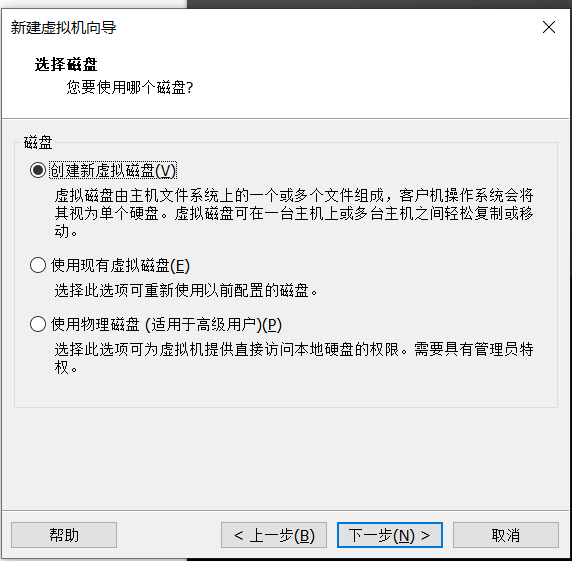 新建虚拟机向导
选择磁盘
您要使用哪个磁盘?
磁盘
创建新虚拟磁盘(V)
虚拟磁盘由主机文件系统上的一个或多个文件组成，客户机操作系统会将
其视为单个硬盘。虚拟磁盘可在一台主机上或多台主机之间轻松复制或移
动。
使用现有虚拟磁盘(E)
选择此选项可重新使用以前配置的磁盘。
使用物理磁盘 (适用于高级用户)(P)
选择此选项可为虚拟机提供直接访问本地硬盘的权限。需要具有管理员特
权。
帮助
< 上一步(B)
下一步(N) >
取消